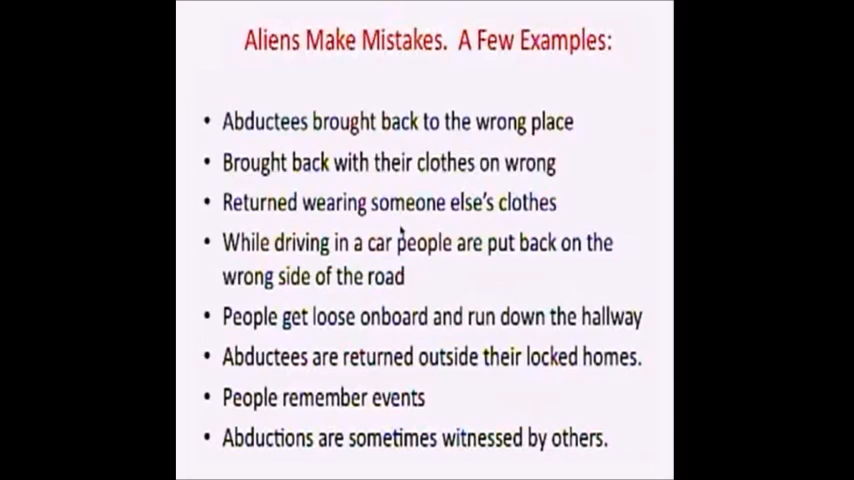 Aliens Make Mistakes. A Few Examples:
• Abductees brought back to the wrong place
• Brought back with their clothes on wrong
• Returned wearing someone else's clothes
• While driving in a car people are put back on the
wrong side of the road
• People get loose onboard and run down the hallway
• Abductees are returned outside their locked homes.
• People remember events
• Abductions are sometimes witnessed by others.